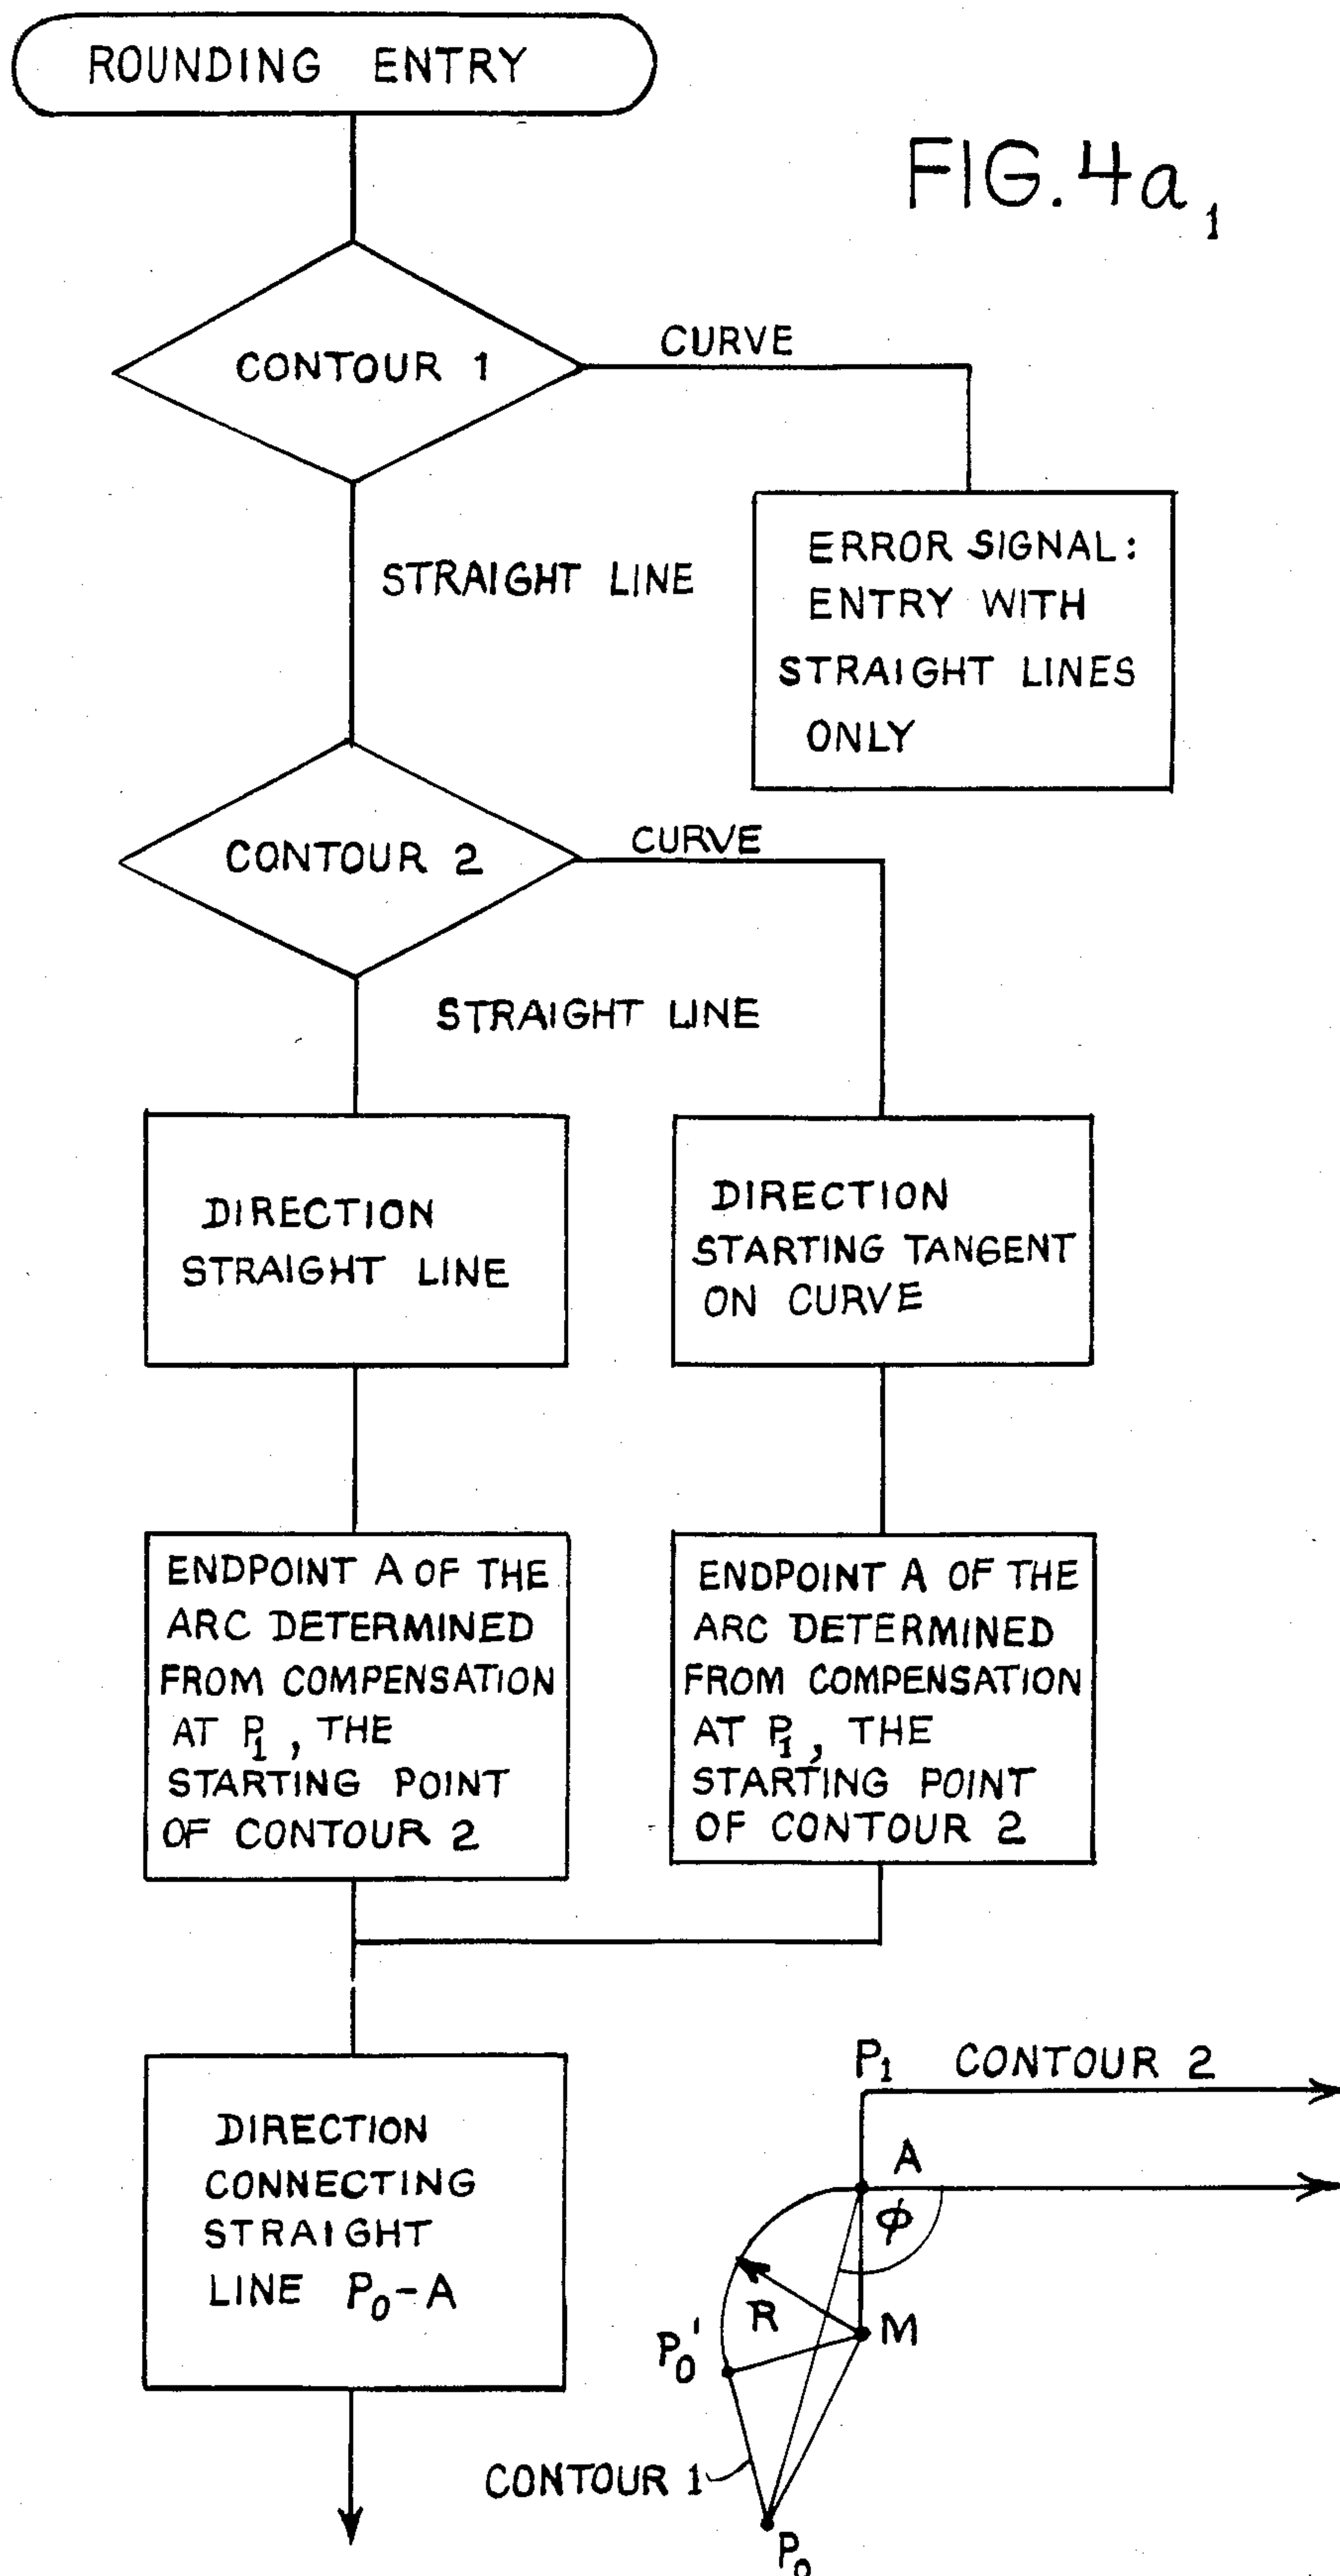 ROUNDING ENTRY
FIG. 4a1
CONTOUR 1
CURVE
STRAIGHT LINE
ERROR SIGNAL:
ENTRY WITH
STRAIGHT LINES
ONLY
CONTOUR 2
CURVE
STRAIGHT LINE
DIRECTION
STRAIGHT LINE
DIRECTION
STARTING TANGENT
ON CURVE
ENDPOINT A OF THE
ARC DETERMINED
FROM COMPENSATION
AT P1, THE
STARTING POINT
OF CONTOUR 2
ENDPOINT A OF THE
ARC DETERMINED
FROM COMPENSATION
AT P1, THE
STARTING POINT
OF CONTOUR 2
DIRECTION
CONNECTING
STRAIGHT
LINE P0-A
P1 CONTOUR 2
A
ϕ
R
M
P0'
CONTOUR 1
P0